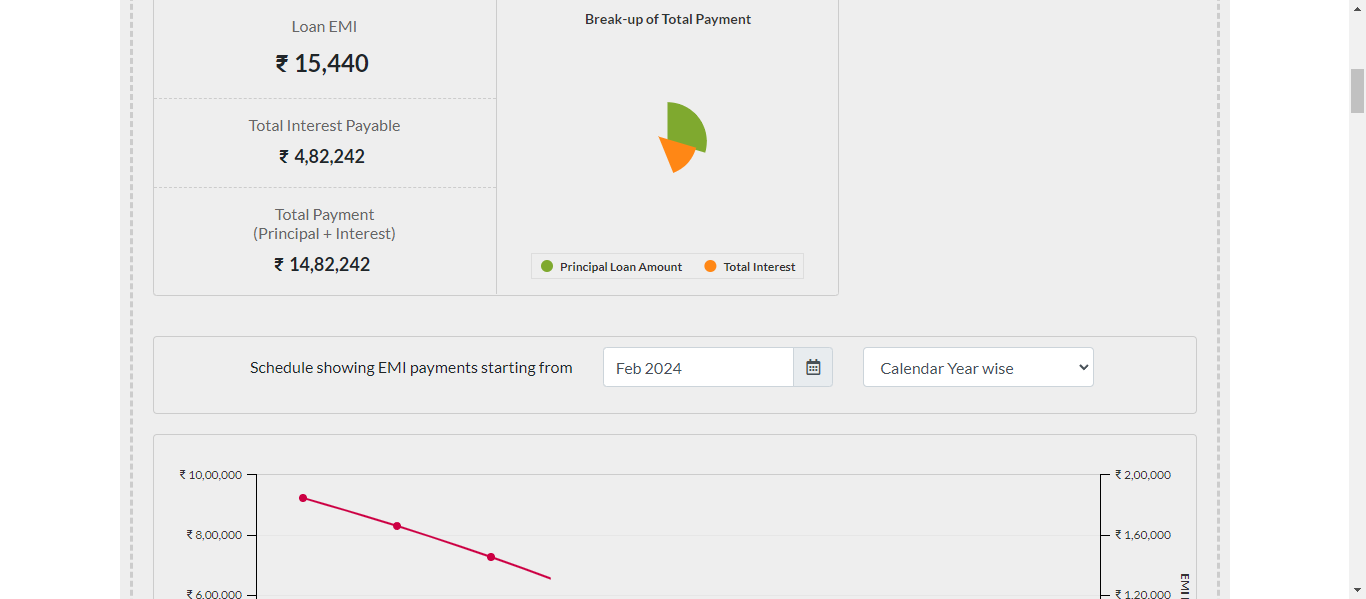 Loan EMI
₹ 15,440
Total Interest Payable
₹ 4,82,242
Total Payment
(Principal + Interest)
₹ 14,82,242
Break-up of Total Payment
Principal Loan Amount
Total Interest
Schedule showing EMI payments starting from
Feb 2024
Calendar Year wise
₹ 10,00,000
₹ 8,00,000
₹ 6,00,000
₹ 2,00,000
₹ 1,60,000
₹ 1,20,000
EMI